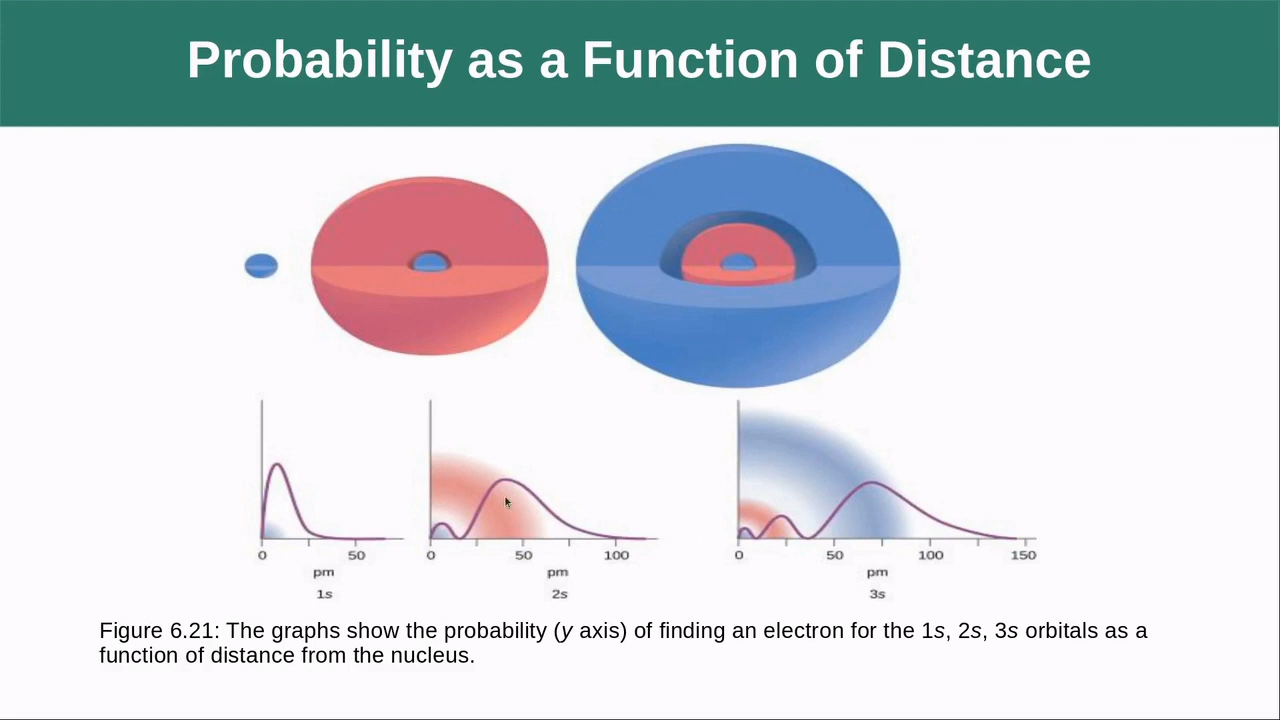 Probability as a Function of Distance
0 50 0 50 100 0 50 100 150
pm pm pm
1s 2s 3s
Figure 6.21: The graphs show the probability (y axis) of finding an electron for the 1s, 2s, 3s orbitals as a
function of distance from the nucleus.